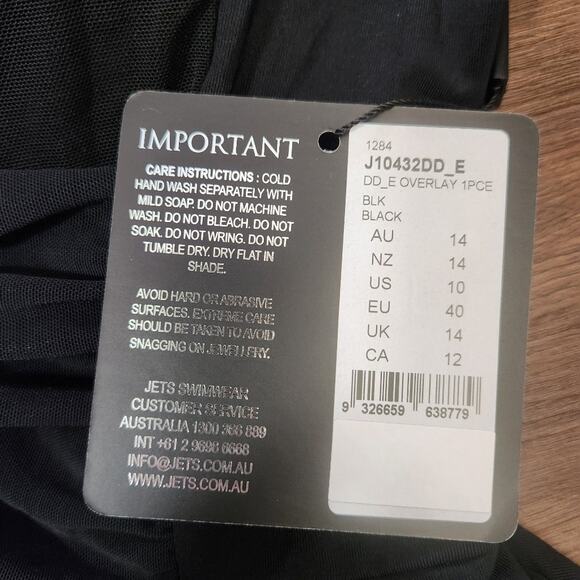 IMPORTANT
CARE INSTRUCTIONS : COLD
HAND WASH SEPARATELY WITH
MILD SOAP. DO NOT MACHINE
WASH. DO NOT BLEACH. DO NOT
SOAK. DO NOT WRING. DO NOT
TUMBLE DRY. DRY FLAT IN
SHADE.
AVOID HARD OR ABRASIVE
SURFACES. EXTREME CARE
SHOULD BE TAKEN TO AVOID
SNAGGING ON JEWELLERY.
JETS SWIMWEAR
CUSTOMER SERVICE
AUSTRALIA 1300 366 889
INT +61 2 9698 6668
INFO@JETS.COM.AU
WWW.JETS.COM.AU
1284
J10432DD_E
DD_E OVERLAY 1PCE
BLK
BLACK
AU 14
NZ 14
US 10
EU 40
UK 14
CA 12
9 326659 638779